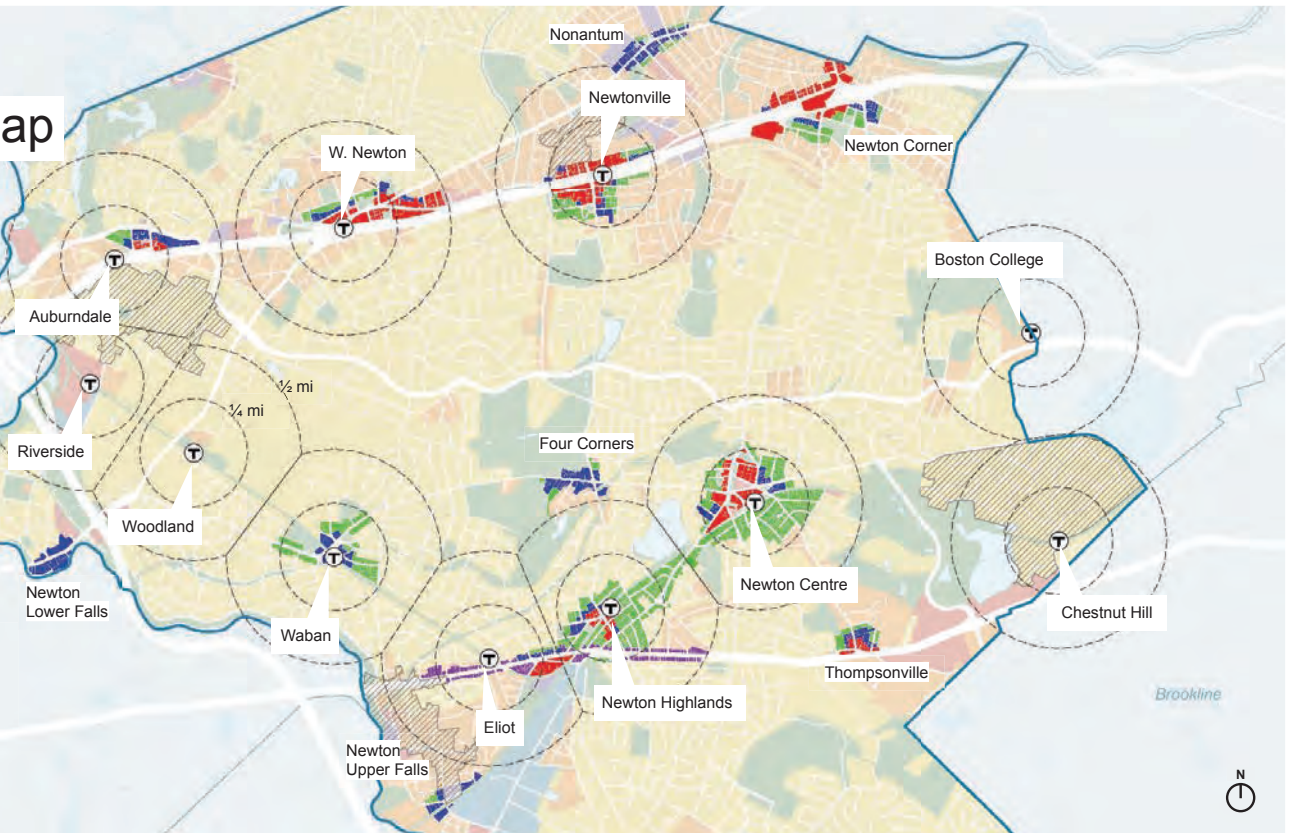 Nonantum
Newtonville
ap
W. Newton
Newton Corner
Boston College
Auburndale
½ mi
¼ mi
Riverside
Four Corners
Woodland
Newton Centre
Newton
Lower Falls
Waban
Chestnut Hill
Thompsonville
Newton Highlands
Brookline
Eliot
Newton
Upper Falls
N
T
T
T
T
T
T
T
T
T
T
T